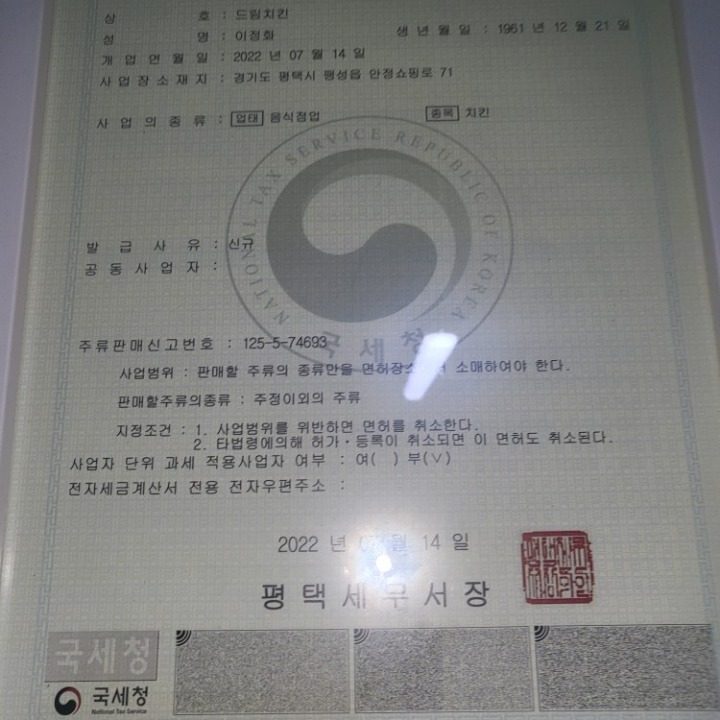 상 호 : 드림치킨
성 명 : 이정화 생 년 월 일 : 1961 년 12 월 21 일
개 업 연 월 일 : 2022 년 07 월 14 일
사 업 장 소 재 지 : 경기도 평택시 팽성읍 안정쇼핑로 71
사 업 의 종 류 : 업태 음식점업 종목 치킨
NATIONAL TAX SERVICE REPUBLIC OF KOREA
발 급 사 유 : 신규
공 동 사 업 자 :
국세청
주류판매신고번호 : 125-5-74693
사업범위 : 판매할 주류의 종류만을 면허장소 소매하여야 한다.
판매할주류의종류 : 주정이외의 주류
지정조건 : 1. 사업범위를 위반하면 면허를 취소한다.
2. 타법령에의해 허가·등록이 취소되면 이 면허도 취소된다.
사업자 단위 과세 적용사업자 여부 : 여( ) 부(∨)
전자세금계산서 전용 전자우편주소 :
2022 년 월 14 일
평택세무서장
국세청
국세청
National Tax Service